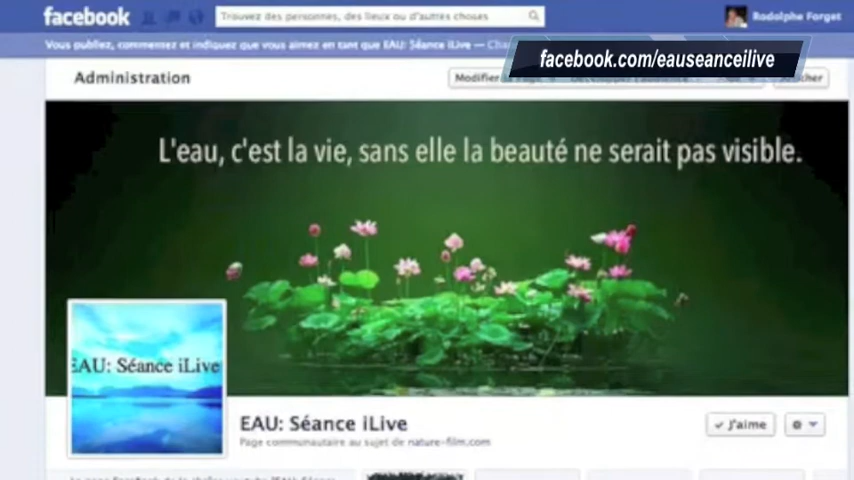 facebook
Trouvez des personnes, des lieux ou d'autres choses
Rodolphe Forget
Vous publiez, commentez et indiquez que vous aimez en tant que EAU: Séance iLive —
facebook.com/eauseanceilive
Administration
Modifier
L'eau, c'est la vie, sans elle la beauté ne serait pas visible.
EAU: Séance iLive
EAU: Séance iLive
J'aime
Page communautaire au sujet de nature-film.com